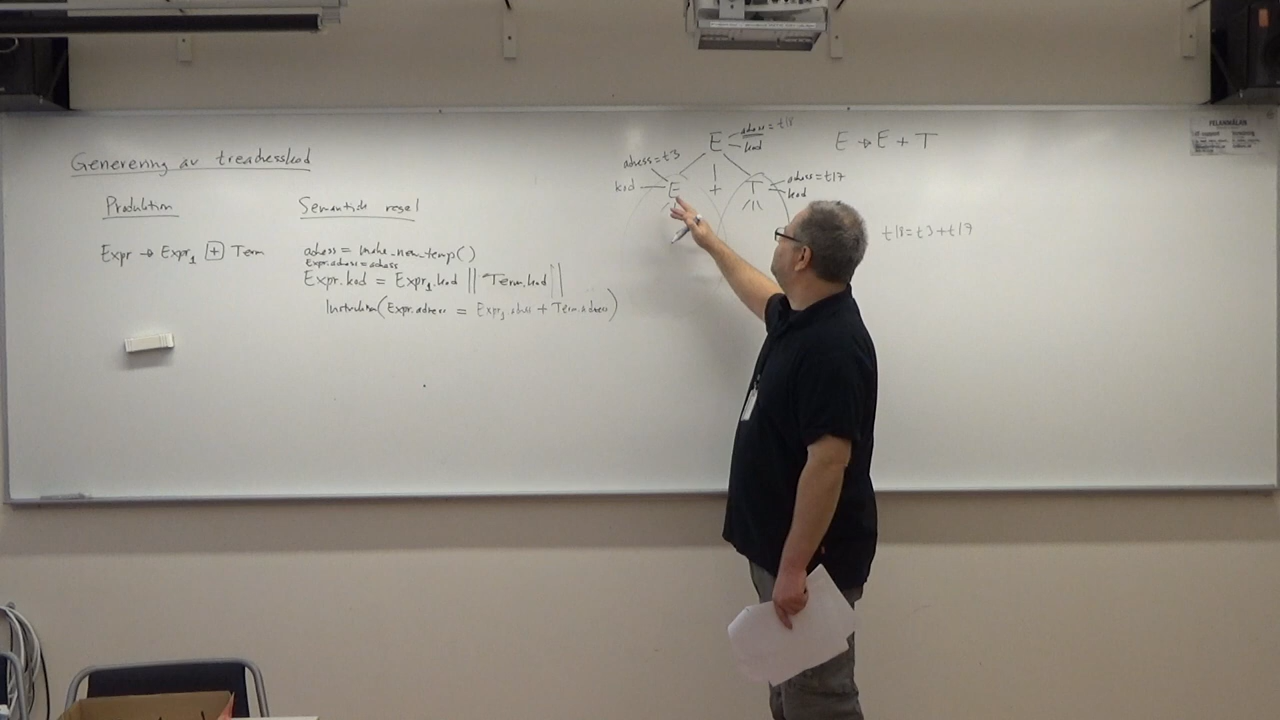 Generering av treadresskod
Produktion
Semantisk regel
Expr → Expr₁ + Term
adress = make_new_temp()
Expr.adress = adress
Expr.kod = Expr₁.kod || Term.kod ||
Instruktion(Expr.adress = Expr₁.adress + Term.adress)
E
adress = t18
kod
adress = t3
kod
E
+
T
adress = t17
kod
E → E + T
t18 = t3 + t17
FELANMÄLAN